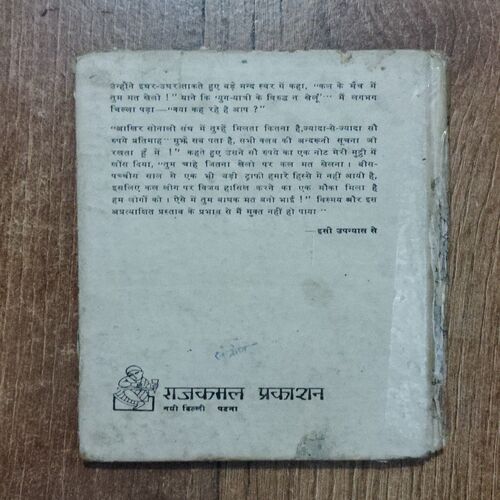 उन्होंने इधर-उधर ताकते हुए बड़े मन्द स्वर में कहा, "कल के मैच में
तुम मत खेलो !" याने कि 'युग-यात्री के विरुद्ध न खेलूँ'··· मैं लगभग
चिल्ला पड़ा—"क्या कह रहे हैं आप ?"
"आखिर सोनाली संघ में तुम्हें मिलता कितना है,ज्यादा-से-ज्यादा सौ
रुपये प्रतिमाह" मुझे सब पता है, सभी क्लब की अन्दरूनी सूचना जो
रखता हूँ मैं !" कहते हुए उसने सौ रुपये का एक नोट मेरी मुट्ठी में
खोंस दिया, "तुम चाहे जितना खेलो पर कल मत खेलना । बीस-
पच्चीस साल से एक भी बड़ी ट्राफी हमारे हिस्से में नहीं आयी है,
इसलिए कल लीग पर विजय हासिल करने का एक मौका मिला है
हम लोगों को । ऐसे में तुम बाधक मत बनो भाई !" विस्मय और इस
अप्रत्याशित प्रस्ताव के प्रभाव से मैं मुक्त नहीं हो पाया··"
—इसी उपन्यास से
राजकमल प्रकाशन
नयी दिल्ली पटना